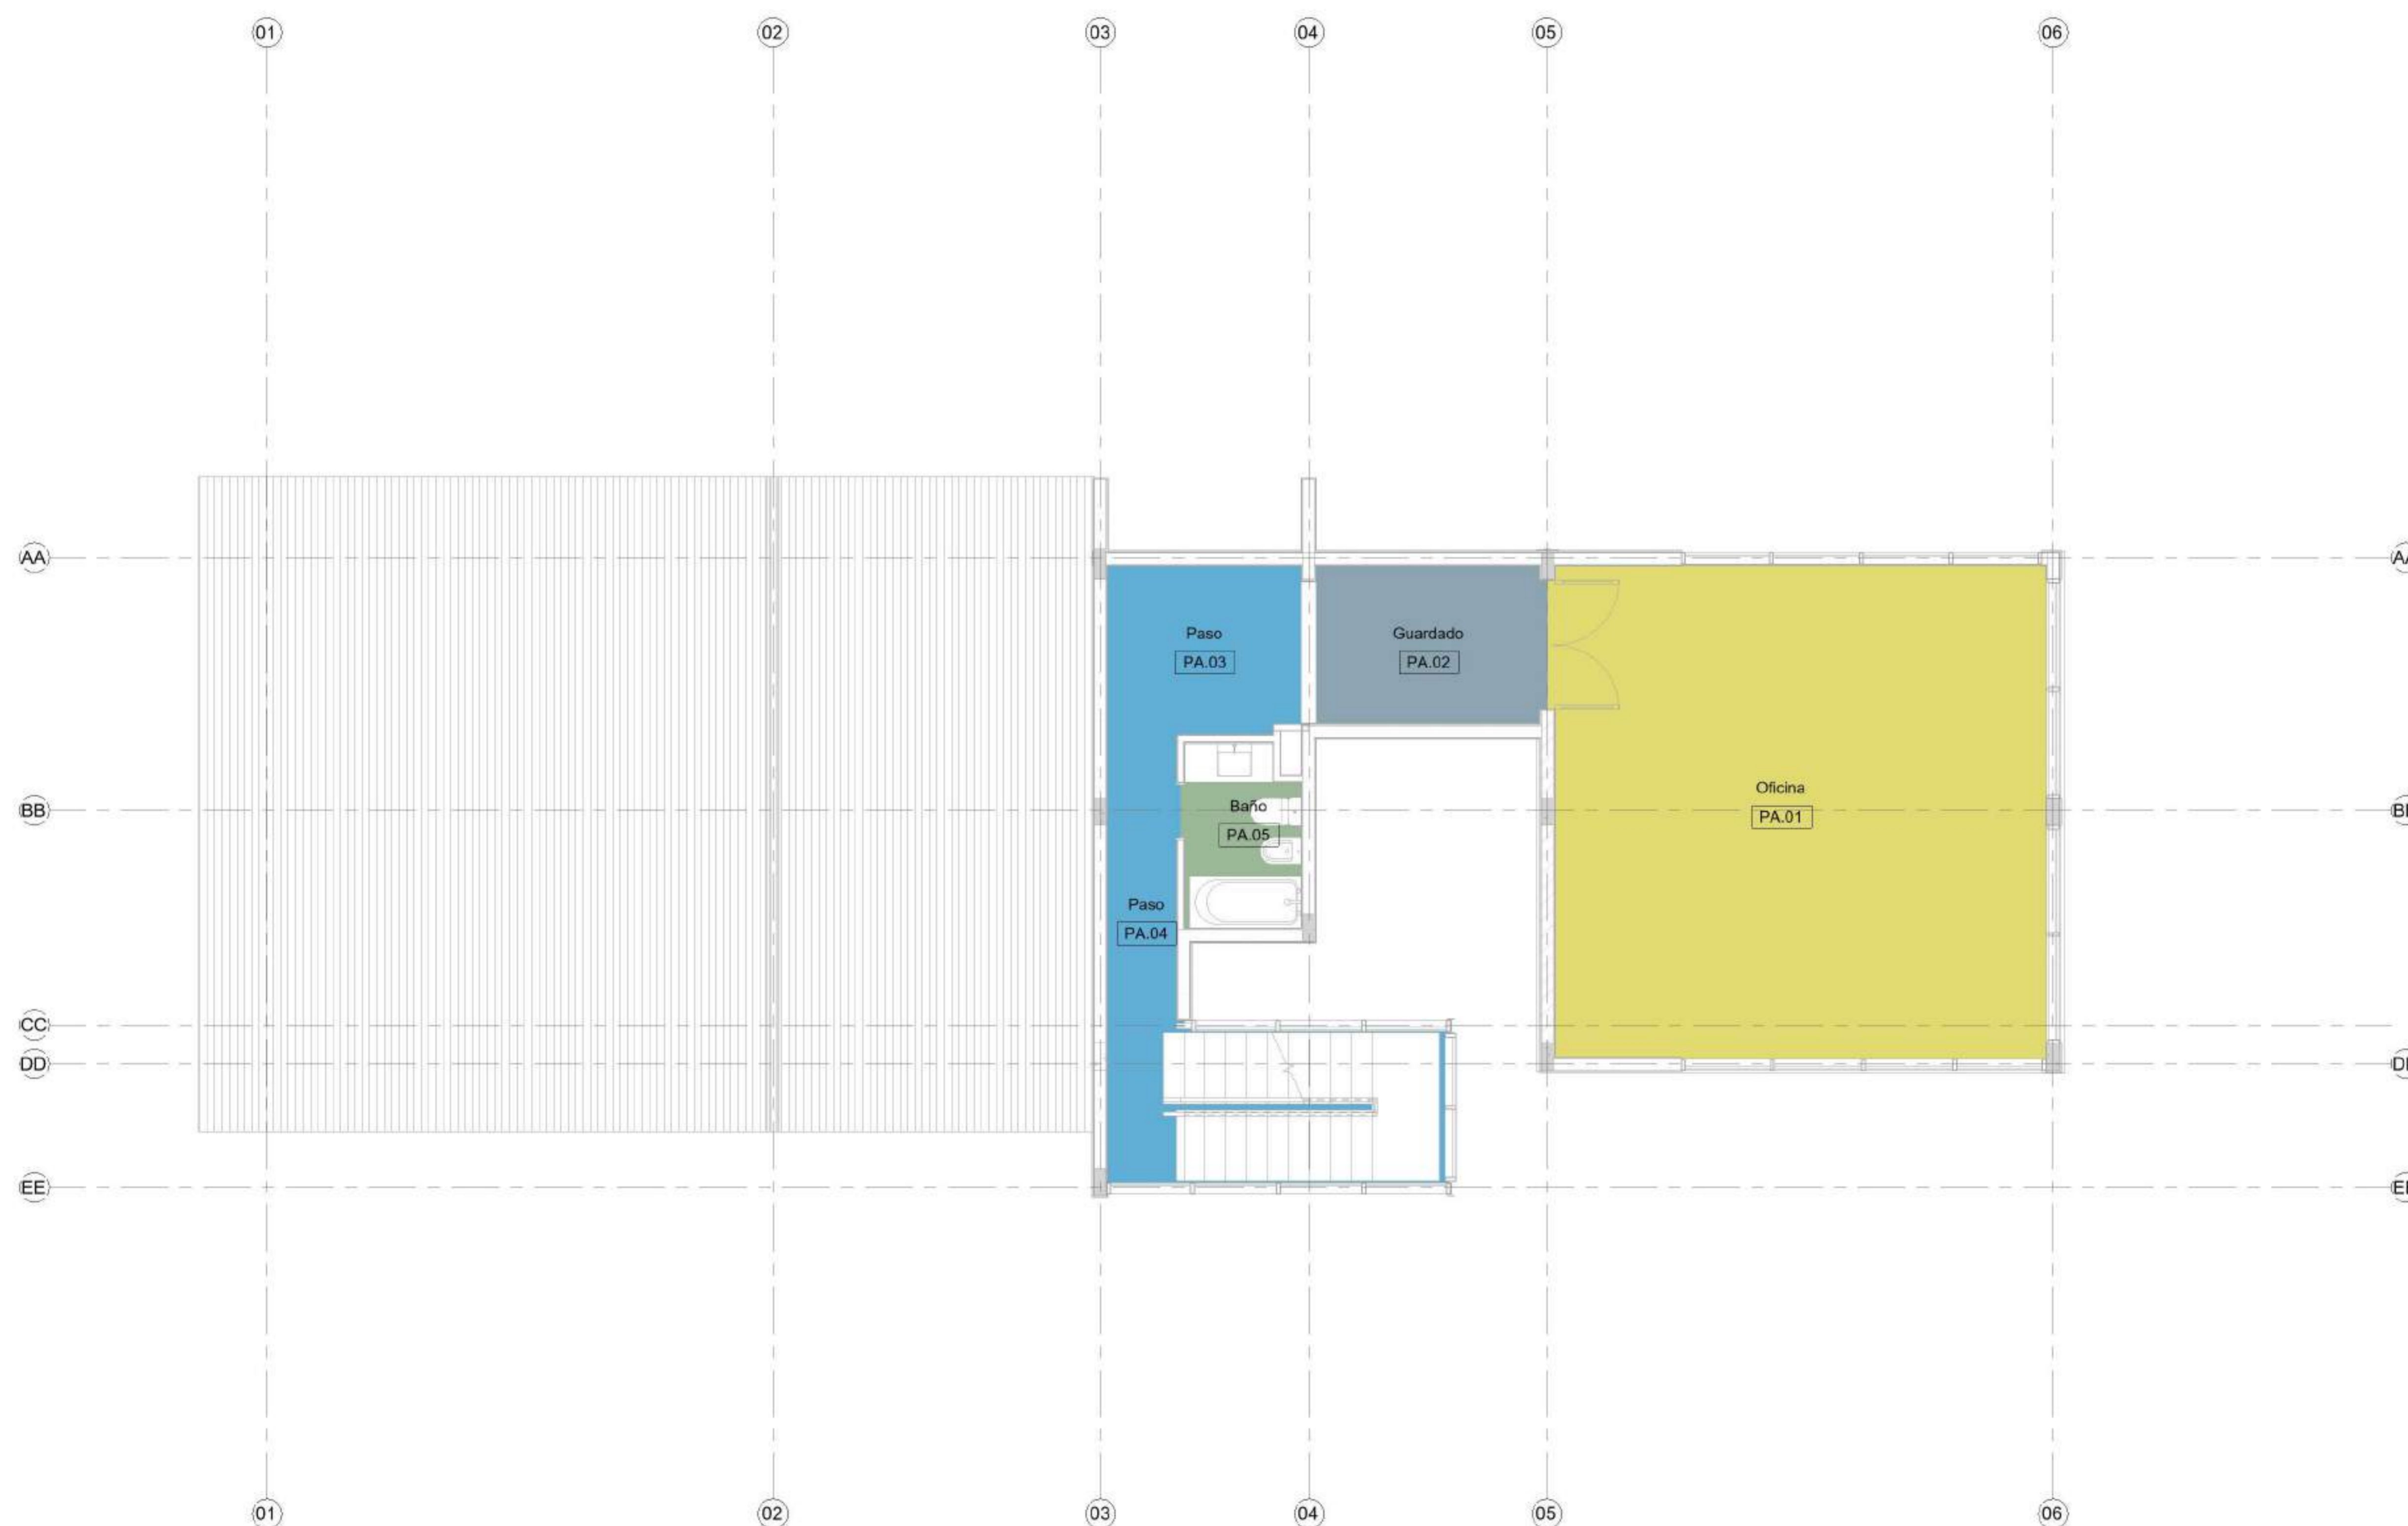 01 02 03 04 05 06
AA
Paso Guardado
PA.03 PA.02
Oficina
PA.01
BB
Baño
PA.05
Paso
PA.04
CC
DD
EE
01 02 03 04 05 06